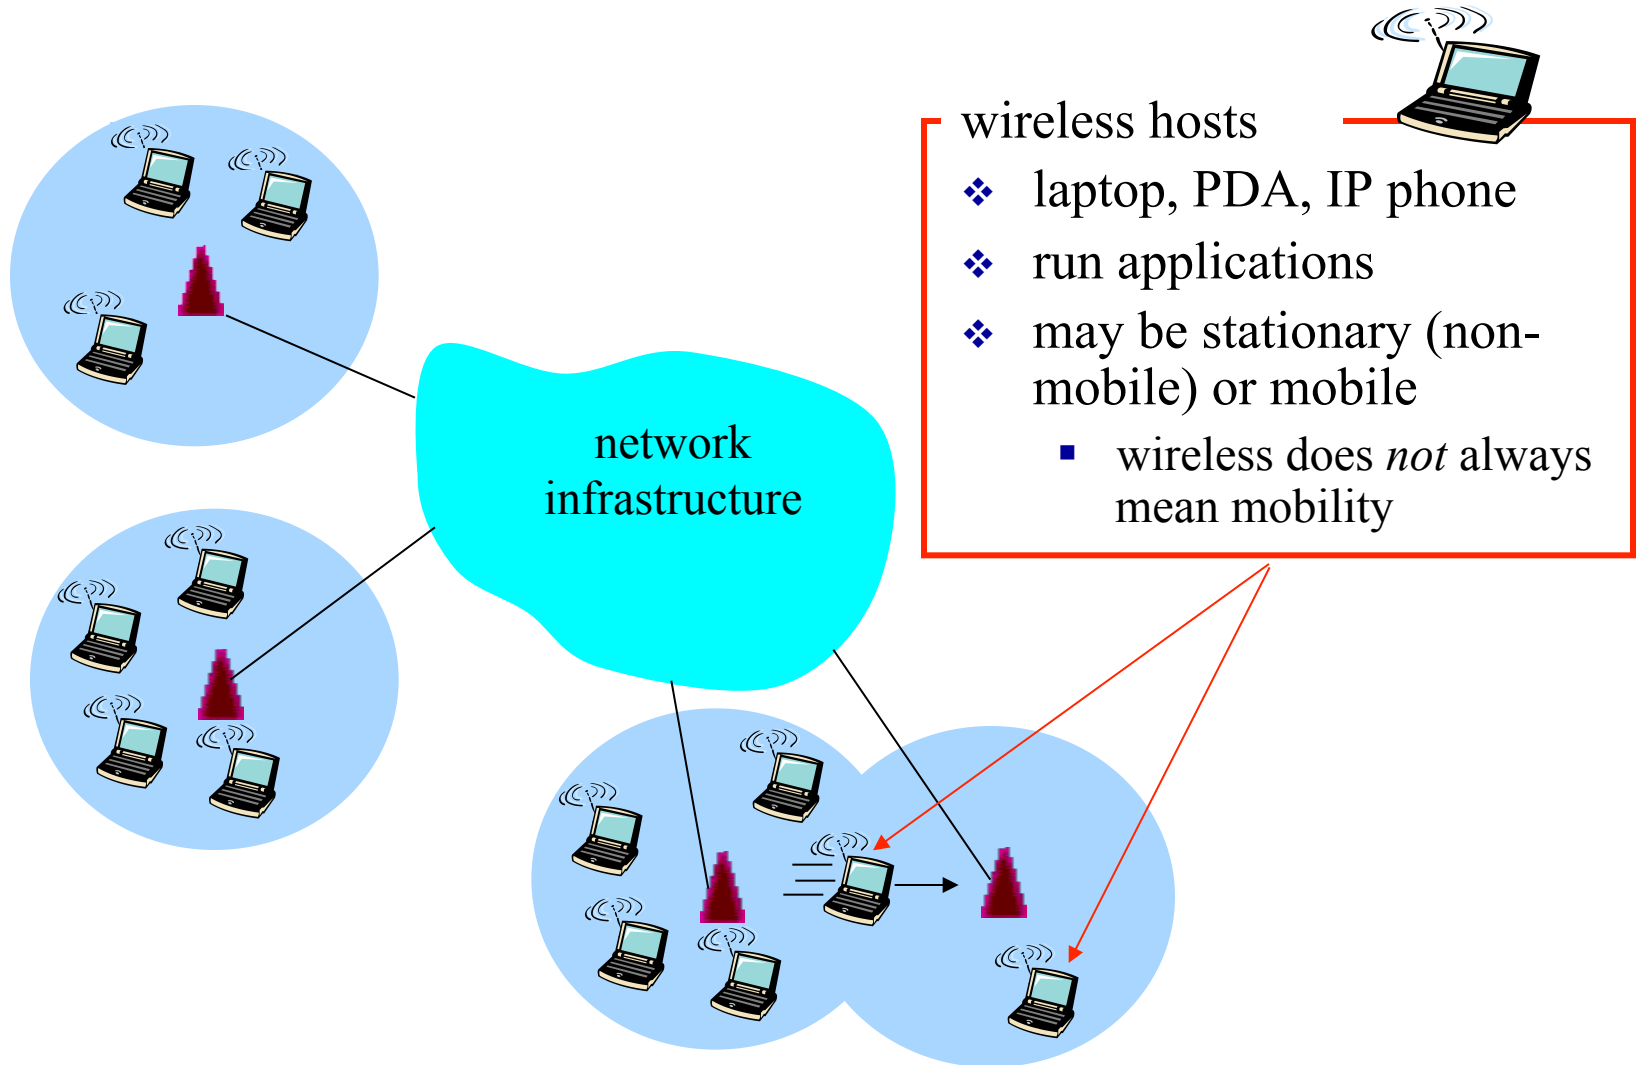 wireless hosts
laptop, PDA, IP phone
run applications
may be stationary (non-
mobile) or mobile
wireless does not always
mean mobility
network
infrastructure